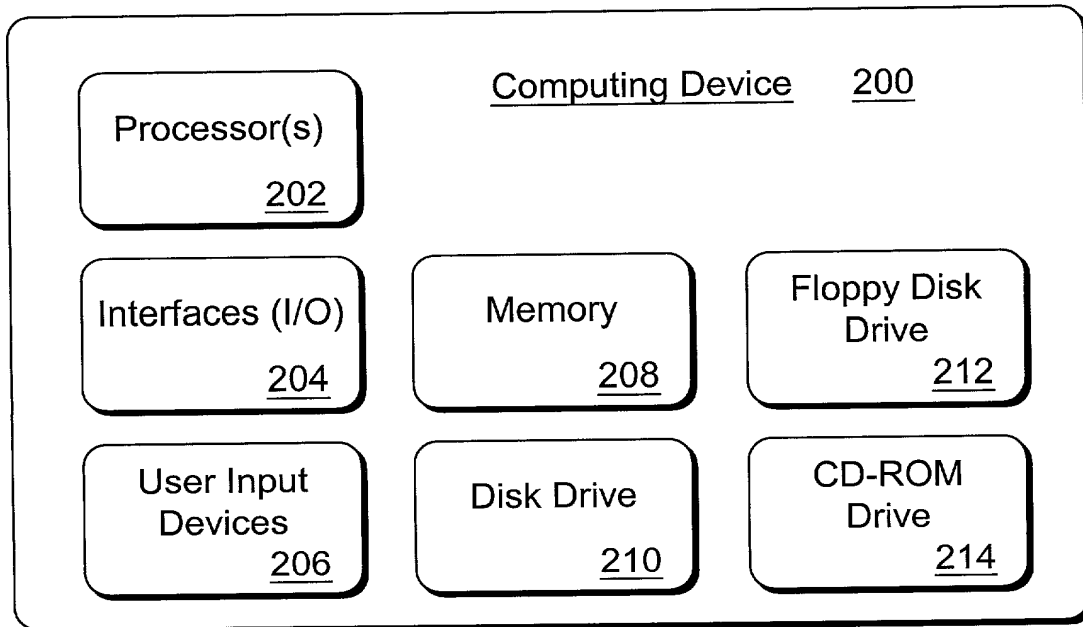 Computing Device 200
Processor(s)
202
Interfaces (I/O)
204
Memory
208
Floppy Disk
Drive
212
User Input
Devices
206
Disk Drive
210
CD-ROM
Drive
214